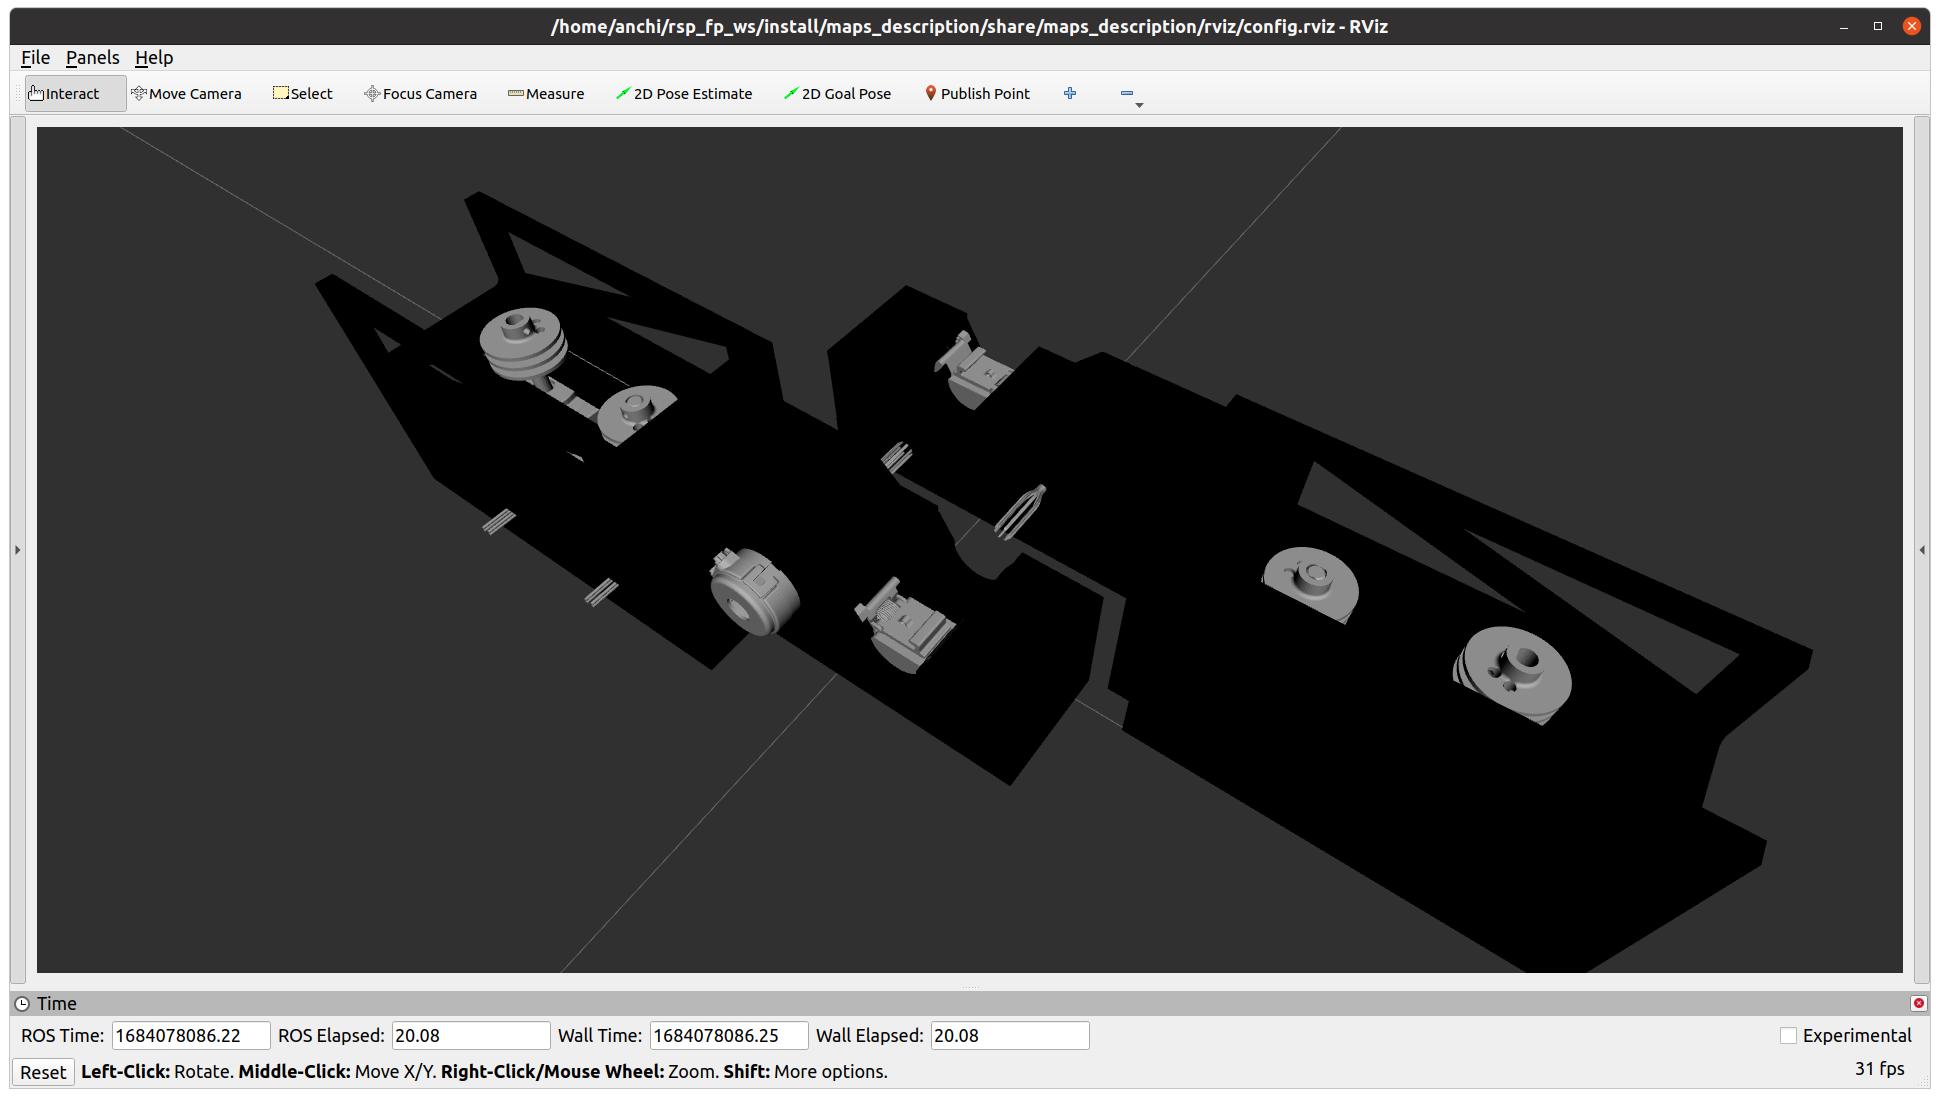 /home/anchi/rsp_fp_ws/install/maps_description/share/maps_description/rviz/config.rviz - RViz
File Panels Help
Interact Move Camera Select Focus Camera Measure 2D Pose Estimate 2D Goal Pose Publish Point
Time
ROS Time: 1684078086.22 ROS Elapsed: 20.08 Wall Time: 1684078086.25 Wall Elapsed: 20.08 Experimental
Reset Left-Click: Rotate. Middle-Click: Move X/Y. Right-Click/Mouse Wheel: Zoom. Shift: More options. 31 fps